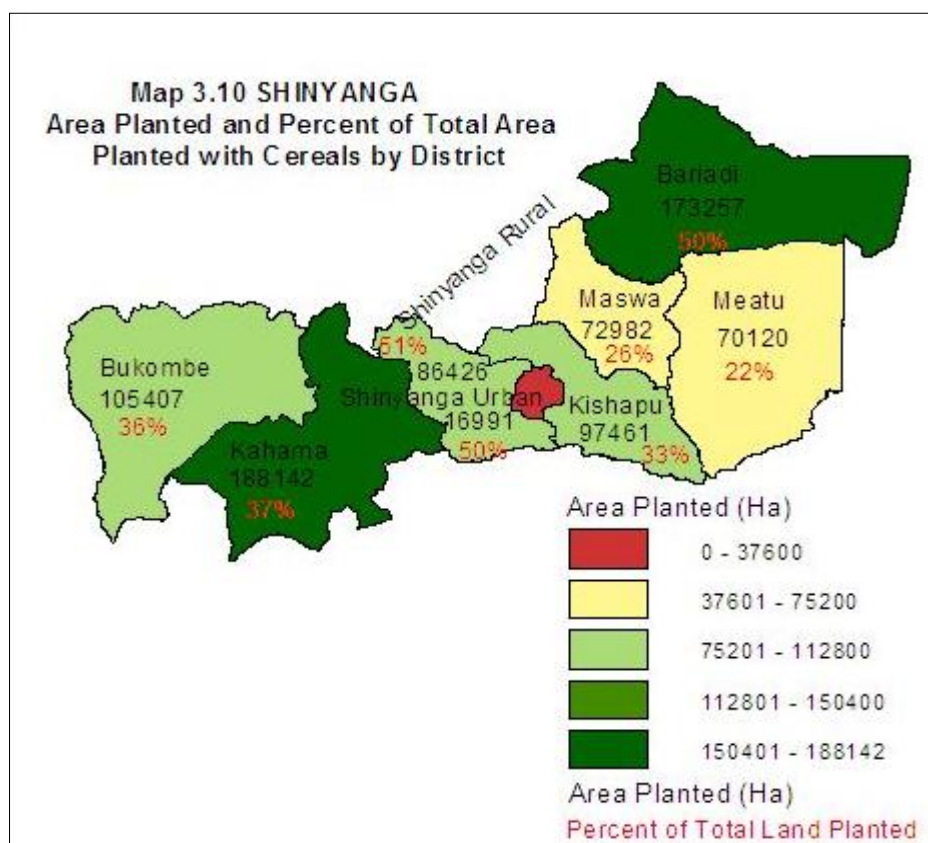 Map 3.10 SHINYANGA
Area Planted and Percent of Total Area
Planted with Cereals by District
Bariadi
173257
50%
Shinyanga Rural
51%
86426
Maswa
72982
26%
Meatu
70120
22%
Bukombe
105407
36%
Shinyanga Urban
16991
50%
Kishapu
97461
33%
Kahama
188142
37%
Area Planted (Ha)
0 - 37600
37601 - 75200
75201 - 112800
112801 - 150400
150401 - 188142
Area Planted (Ha)
Percent of Total Land Planted